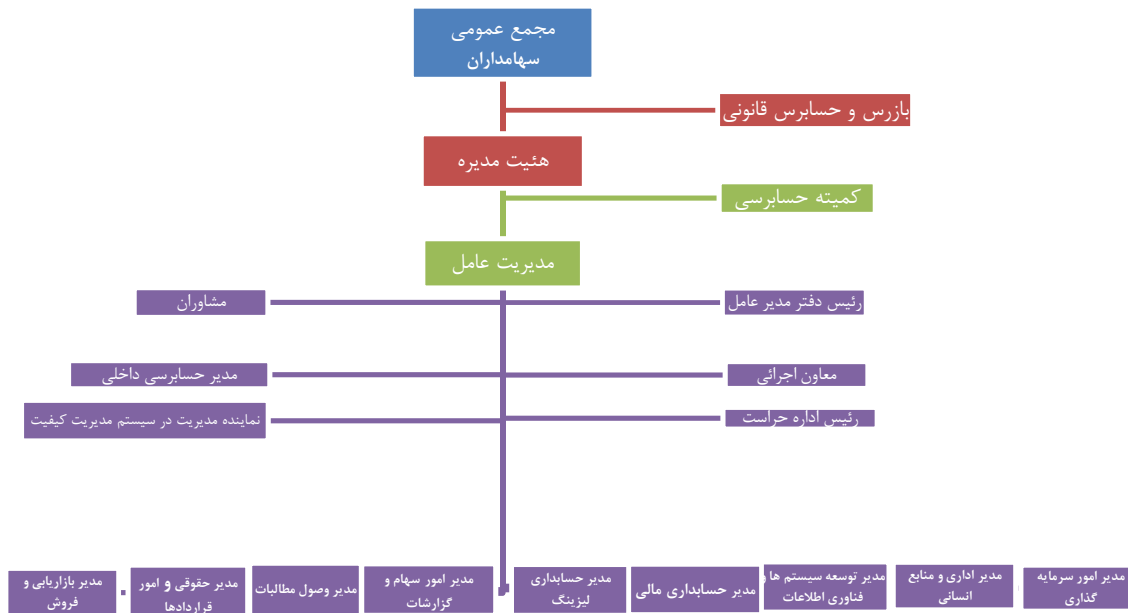 مجمع عمومی
سهامداران
بازرس و حسابرس قانونی
هئیت مدیره
کمیته حسابرسی
مدیریت عامل
رئیس دفتر مدیر عامل
مشاوران
معاون اجرائی
مدیر حسابرسی داخلی
رئیس اداره حراست
نماینده مدیریت در سیستم مدیریت کیفیت
مدیر امور سرمایه
گذاری
مدیر اداری و منابع
انسانی
مدیر توسعه سیستم ها و
فناوری اطلاعات
مدیر حسابداری مالی
مدیر حسابداری
لیزینگ
مدیر امور سهام و
گزارشات
مدیر وصول مطالبات
مدیر حقوقی و امور
قراردادها
مدیر بازاریابی و
فروش